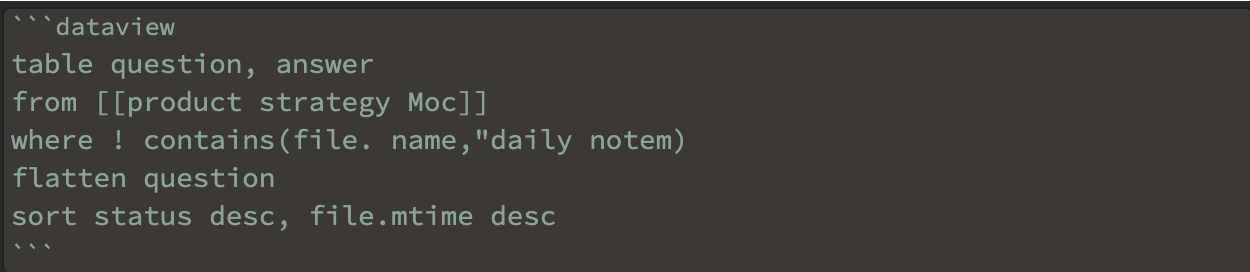 ```dataview
table question, answer
from [[product strategy Moc]]
where ! contains(file. name,"daily notem)
flatten question
sort status desc, file.mtime desc
```